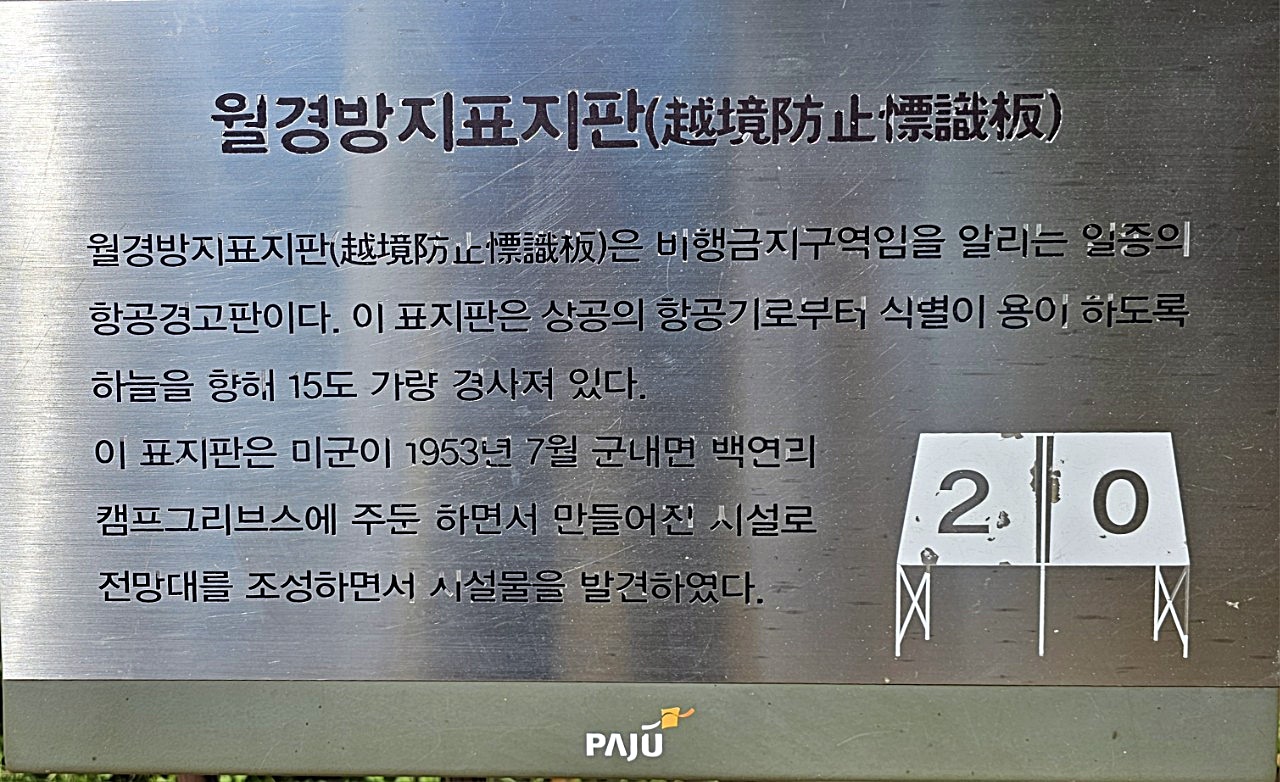 월경방지표지판(越境防止慓識板)
월경방지표지판(越境防止慓識板)은 비행금지구역임을 알리는 일종의
항공경고판이다. 이 표지판은 상공의 항공기로부터 식별이 용이 하도록
하늘을 향해 15도 가량 경사져 있다.
이 표지판은 미군이 1953년 7월 군내면 백연리
캠프그리브스에 주둔 하면서 만들어진 시설로
전망대를 조성하면서 시설물을 발견하였다.
2 0
PAJU